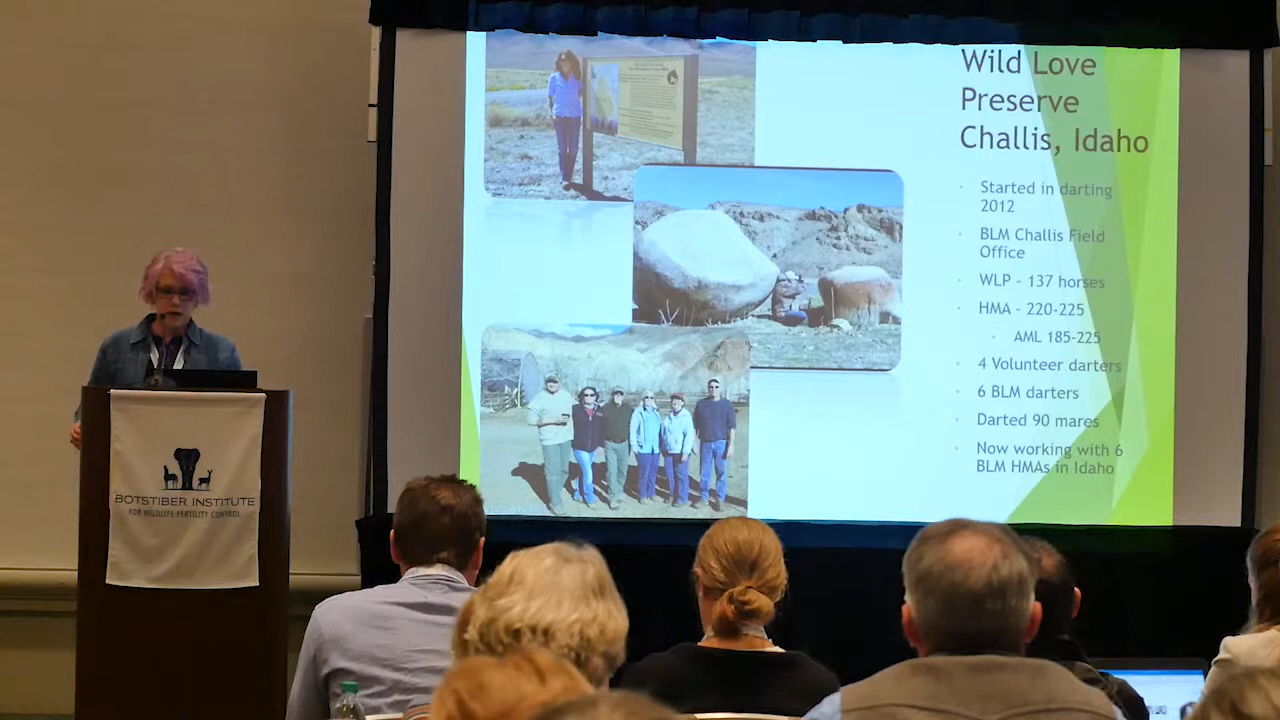 Wild Love
Preserve
Challis, Idaho
Started in darting
2012
BLM Challis Field
Office
WLP - 137 horses
HMA - 220-225
AML 185-225
4 Volunteer darters
6 BLM darters
Darted 90 mares
Now working with 6
BLM HMAs in Idaho
BOTSTIBER INSTITUTE
FOR WILDLIFE FERTILITY CONTROL